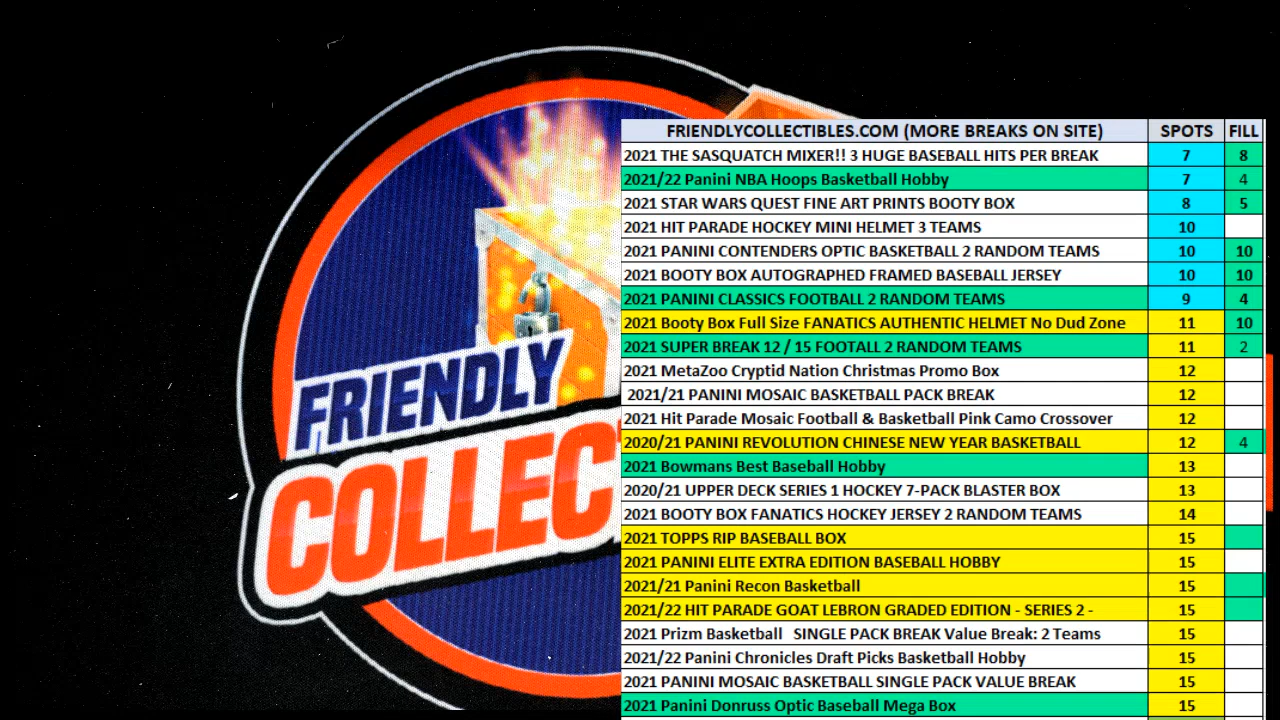 FRIENDLYCOLLECTIBLES.COM (MORE BREAKS ON SITE) SPOTS FILL
2021 THE SASQUATCH MIXER!! 3 HUGE BASEBALL HITS PER BREAK 7 8
2021/22 Panini NBA Hoops Basketball Hobby 7 4
2021 STAR WARS QUEST FINE ART PRINTS BOOTY BOX 8 5
2021 HIT PARADE HOCKEY MINI HELMET 3 TEAMS 10
2021 PANINI CONTENDERS OPTIC BASKETBALL 2 RANDOM TEAMS 10 10
2021 BOOTY BOX AUTOGRAPHED FRAMED BASEBALL JERSEY 10 10
2021 PANINI CLASSICS FOOTBALL 2 RANDOM TEAMS 9 4
2021 Booty Box Full Size FANATICS AUTHENTIC HELMET No Dud Zone 11 10
2021 SUPER BREAK 12 / 15 FOOTALL 2 RANDOM TEAMS 11 2
2021 MetaZoo Cryptid Nation Christmas Promo Box 12
2021/21 PANINI MOSAIC BASKETBALL PACK BREAK 12
2021 Hit Parade Mosaic Football & Basketball Pink Camo Crossover 12
2020/21 PANINI REVOLUTION CHINESE NEW YEAR BASKETBALL 12 4
2021 Bowmans Best Baseball Hobby 13
2020/21 UPPER DECK SERIES 1 HOCKEY 7-PACK BLASTER BOX 13
2021 BOOTY BOX FANATICS HOCKEY JERSEY 2 RANDOM TEAMS 14
2021 TOPPS RIP BASEBALL BOX 15
2021 PANINI ELITE EXTRA EDITION BASEBALL HOBBY 15
2021/21 Panini Recon Basketball 15
2021/22 HIT PARADE GOAT LEBRON GRADED EDITION - SERIES 2 - 15
2021 Prizm Basketball SINGLE PACK BREAK Value Break: 2 Teams 15
2021/22 Panini Chronicles Draft Picks Basketball Hobby 15
2021 PANINI MOSAIC BASKETBALL SINGLE PACK VALUE BREAK 15
2021 Panini Donruss Optic Baseball Mega Box 15
FRIENDLY
COLLEC